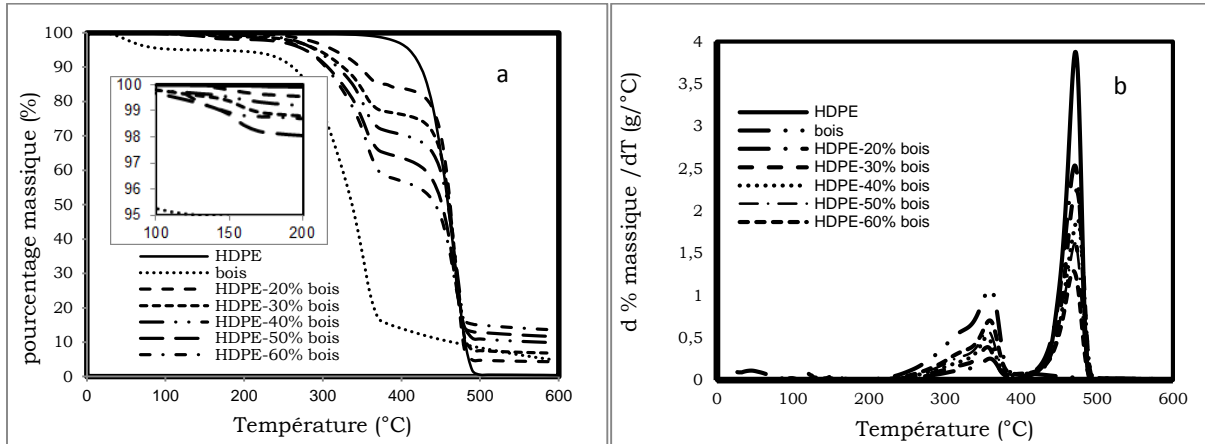 a
pourcentage massique (%)
100
90
80
70
60
50
40
30
20
10
0
100
99
98
97
96
95
100 150 200
HDPE
bois
HDPE-20% bois
HDPE-30% bois
HDPE-40% bois
HDPE-50% bois
HDPE-60% bois
0 100 200 300 400 500 600
Température (°C)
b
d % massique /dT (g/°C)
4
3,5
3
2,5
2
1,5
1
0,5
0
HDPE
bois
HDPE-20% bois
HDPE-30% bois
HDPE-40% bois
HDPE-50% bois
HDPE-60% bois
0 100 200 300 400 500 600
Température (°C)